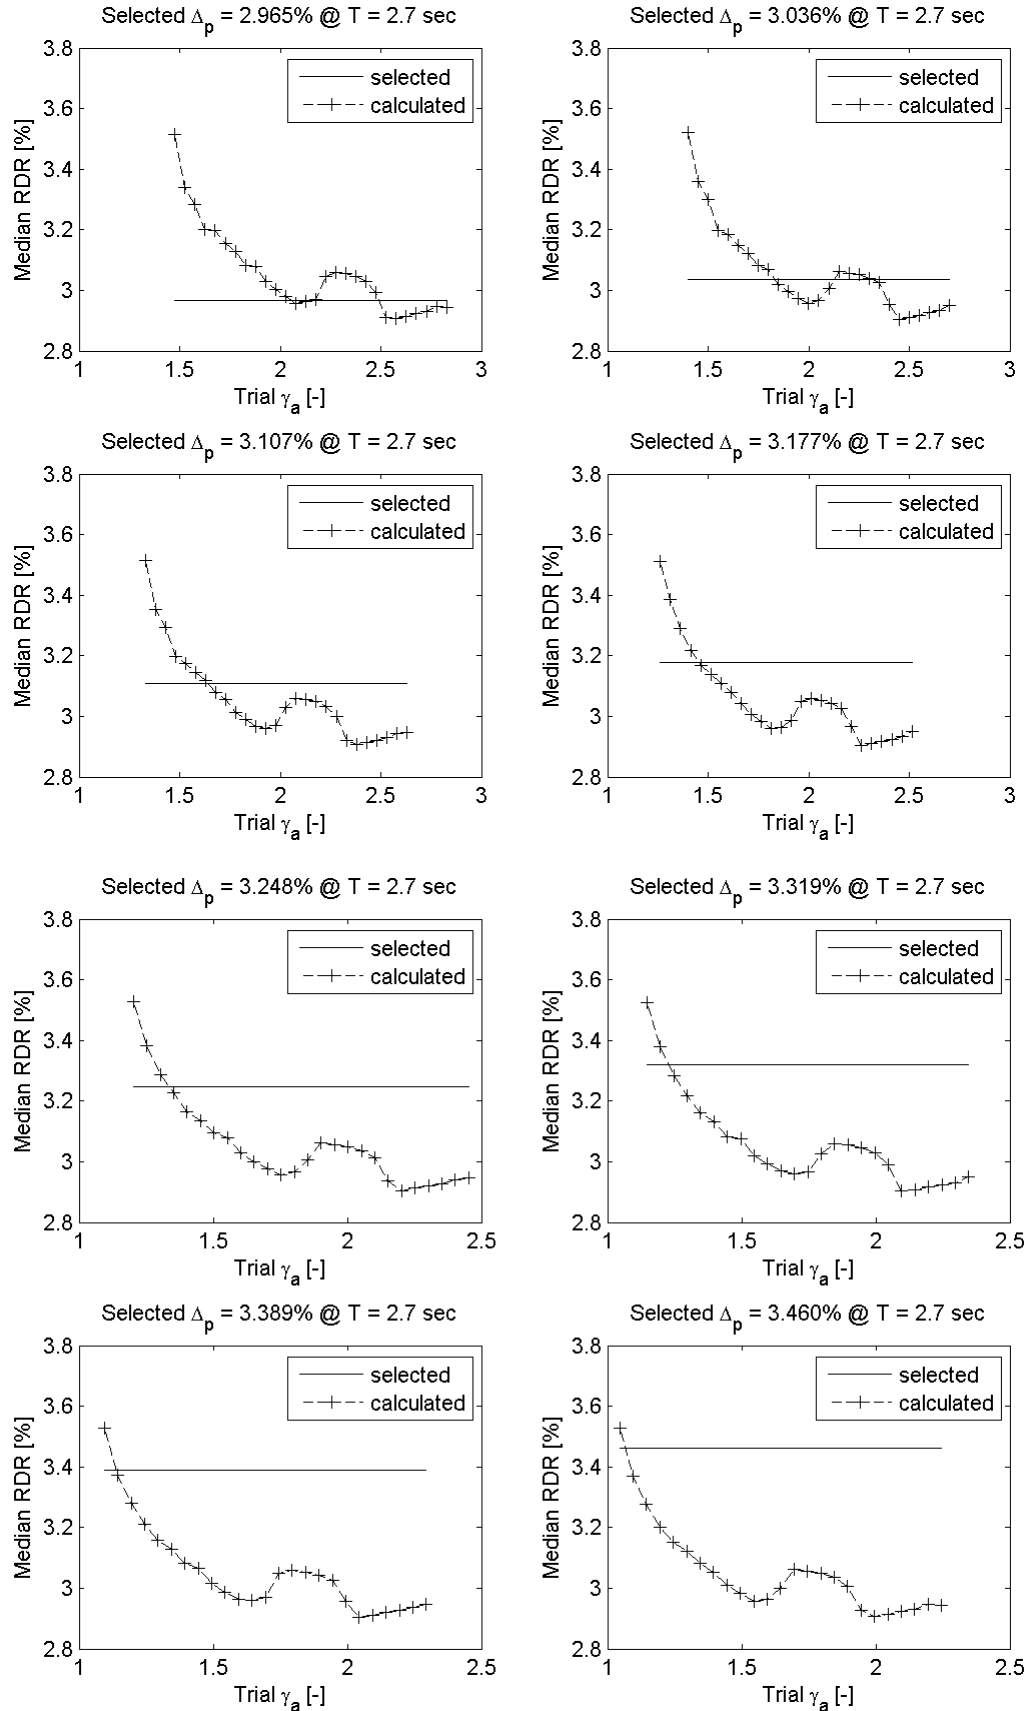 Selected Δp = 2.965% @ T = 2.7 sec
Median RDR [%]
3.8
3.6
3.4
3.2
3
2.8
selected
calculated
1 1.5 2 2.5 3
Trial γa [-]
Selected Δp = 3.036% @ T = 2.7 sec
Median RDR [%]
3.8
3.6
3.4
3.2
3
2.8
selected
calculated
1 1.5 2 2.5 3
Trial γa [-]
Selected Δp = 3.107% @ T = 2.7 sec
Median RDR [%]
3.8
3.6
3.4
3.2
3
2.8
selected
calculated
1 1.5 2 2.5 3
Trial γa [-]
Selected Δp = 3.177% @ T = 2.7 sec
Median RDR [%]
3.8
3.6
3.4
3.2
3
2.8
selected
calculated
1 1.5 2 2.5 3
Trial γa [-]
Selected Δp = 3.248% @ T = 2.7 sec
Median RDR [%]
3.8
3.6
3.4
3.2
3
2.8
selected
calculated
1 1.5 2 2.5
Trial γa [-]
Selected Δp = 3.319% @ T = 2.7 sec
Median RDR [%]
3.8
3.6
3.4
3.2
3
2.8
selected
calculated
1 1.5 2 2.5
Trial γa [-]
Selected Δp = 3.389% @ T = 2.7 sec
Median RDR [%]
3.8
3.6
3.4
3.2
3
2.8
selected
calculated
1 1.5 2 2.5
Trial γa [-]
Selected Δp = 3.460% @ T = 2.7 sec
Median RDR [%]
3.8
3.6
3.4
3.2
3
2.8
selected
calculated
1 1.5 2 2.5
Trial γa [-]